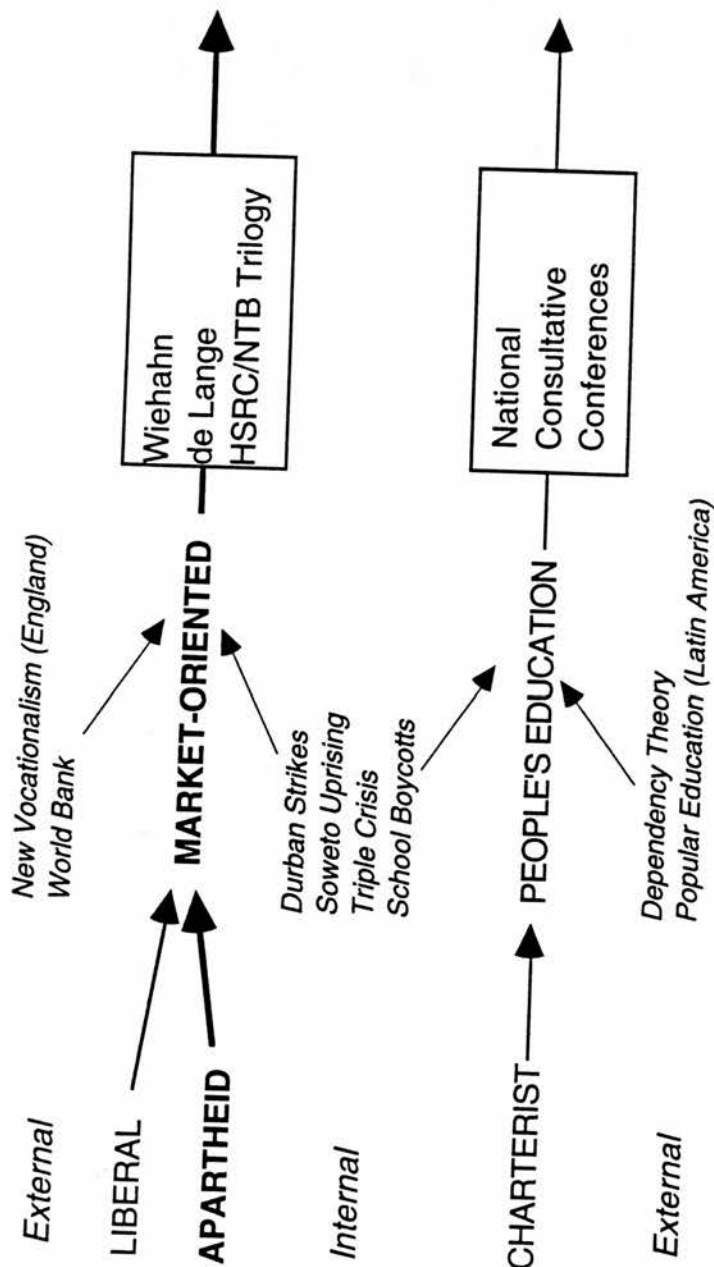 External
New Vocationalism (England)
World Bank
LIBERAL
APARTHEID
MARKET-ORIENTED
Wiehahn
de Lange
HSRC/NTB Trilogy
Internal
Durban Strikes
Soweto Uprising
Triple Crisis
School Boycotts
CHARTERIST
PEOPLE'S EDUCATION
National
Consultative
Conferences
External
Dependency Theory
Popular Education (Latin America)